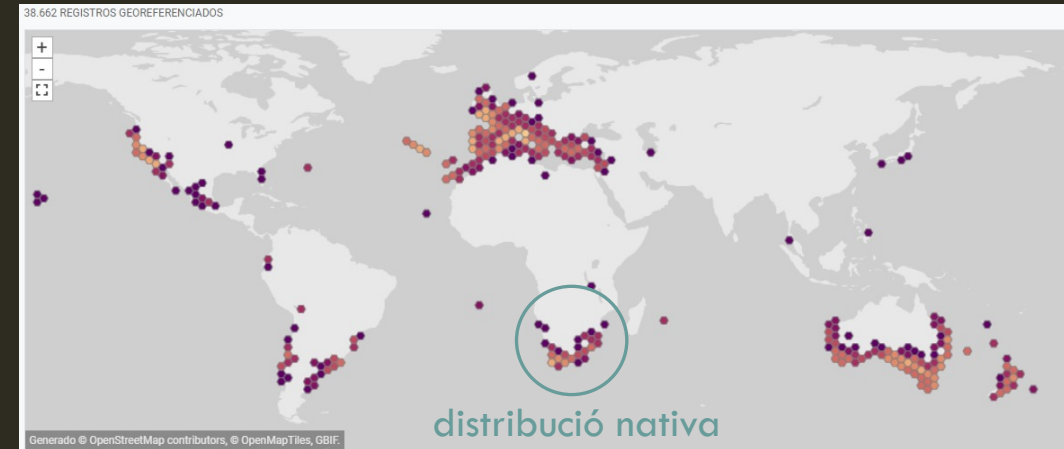 38.662 REGISTROS GEOREFERENCIADOS
+
-
distribució nativa
Generado © OpenStreetMap contributors, © OpenMapTiles, GBIF.